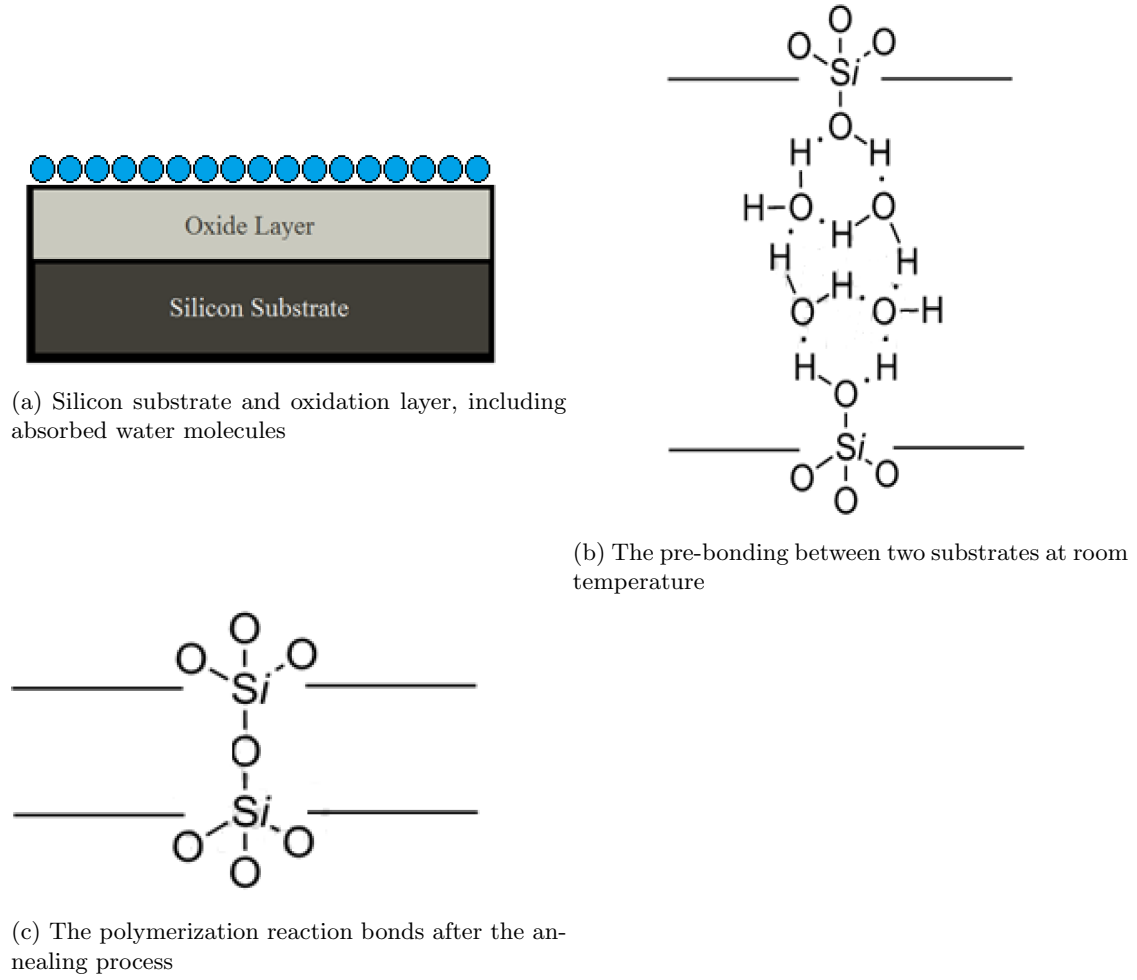 Oxide Layer
Silicon Substrate
(a) Silicon substrate and oxidation layer, including
absorbed water molecules
O
O O
Si
O
H H
H O O
H
H H
H
O O H
H H
O
Si
O O
O
(b) The pre-bonding between two substrates at room
temperature
O
O O
Si
O
Si
O O
O
(c) The polymerization reaction bonds after the an-
nealing process